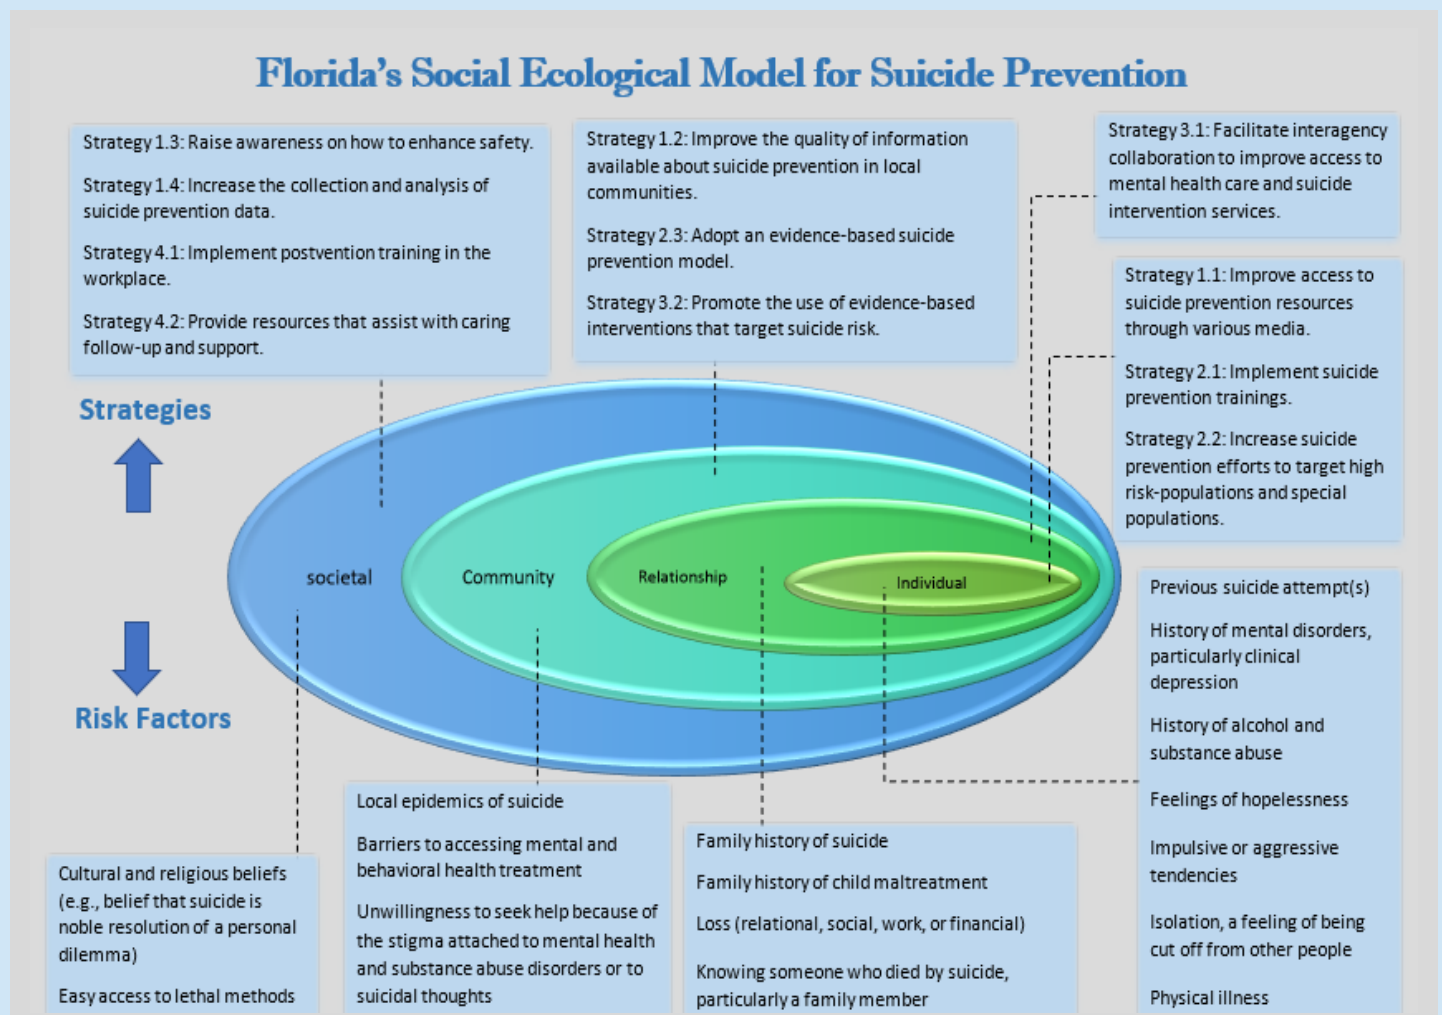 Florida's Social Ecological Model for Suicide Prevention
Strategy 1.3: Raise awareness on how to enhance safety.
Strategy 1.4: Increase the collection and analysis of
suicide prevention data.
Strategy 4.1: Implement postvention training in the
workplace.
Strategy 4.2: Provide resources that assist with caring
follow-up and support.
Strategy 1.2: Improve the quality of information
available about suicide prevention in local
communities.
Strategy 2.3: Adopt an evidence-based suicide
prevention model.
Strategy 3.2: Promote the use of evidence-based
interventions that target suicide risk.
Strategy 3.1: Facilitate interagency
collaboration to improve access to
mental health care and suicide
intervention services.
Strategy 1.1: Improve access to
suicide prevention resources
through various media.
Strategy 2.1: Implement suicide
prevention trainings.
Strategy 2.2: Increase suicide
prevention efforts to target high
risk-populations and special
populations.
Strategies
societal
Community
Relationship
Individual
Risk Factors
Cultural and religious beliefs
(e.g., belief that suicide is
noble resolution of a personal
dilemma)
Easy access to lethal methods
Local epidemics of suicide
Barriers to accessing mental and
behavioral health treatment
Unwillingness to seek help because of
the stigma attached to mental health
and substance abuse disorders or to
suicidal thoughts
Family history of suicide
Family history of child maltreatment
Loss (relational, social, work, or financial)
Knowing someone who died by suicide,
particularly a family member
Previous suicide attempt(s)
History of mental disorders,
particularly clinical
depression
History of alcohol and
substance abuse
Feelings of hopelessness
Impulsive or aggressive
tendencies
Isolation, a feeling of being
cut off from other people
Physical illness